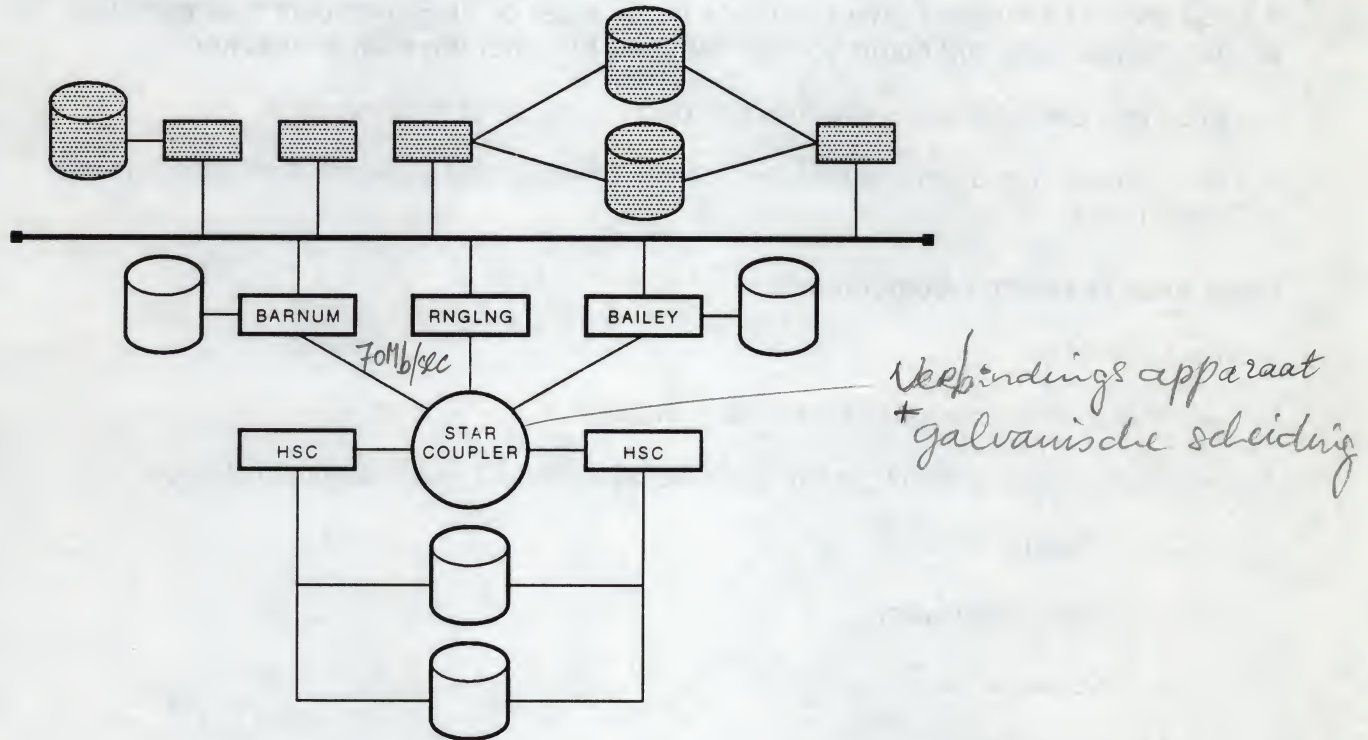 BARNUM
RNGLNG
BAILEY
70Mb/sec
STAR
COUPLER
HSC
HSC
Verbindings apparaat
+ galvanische scheiding